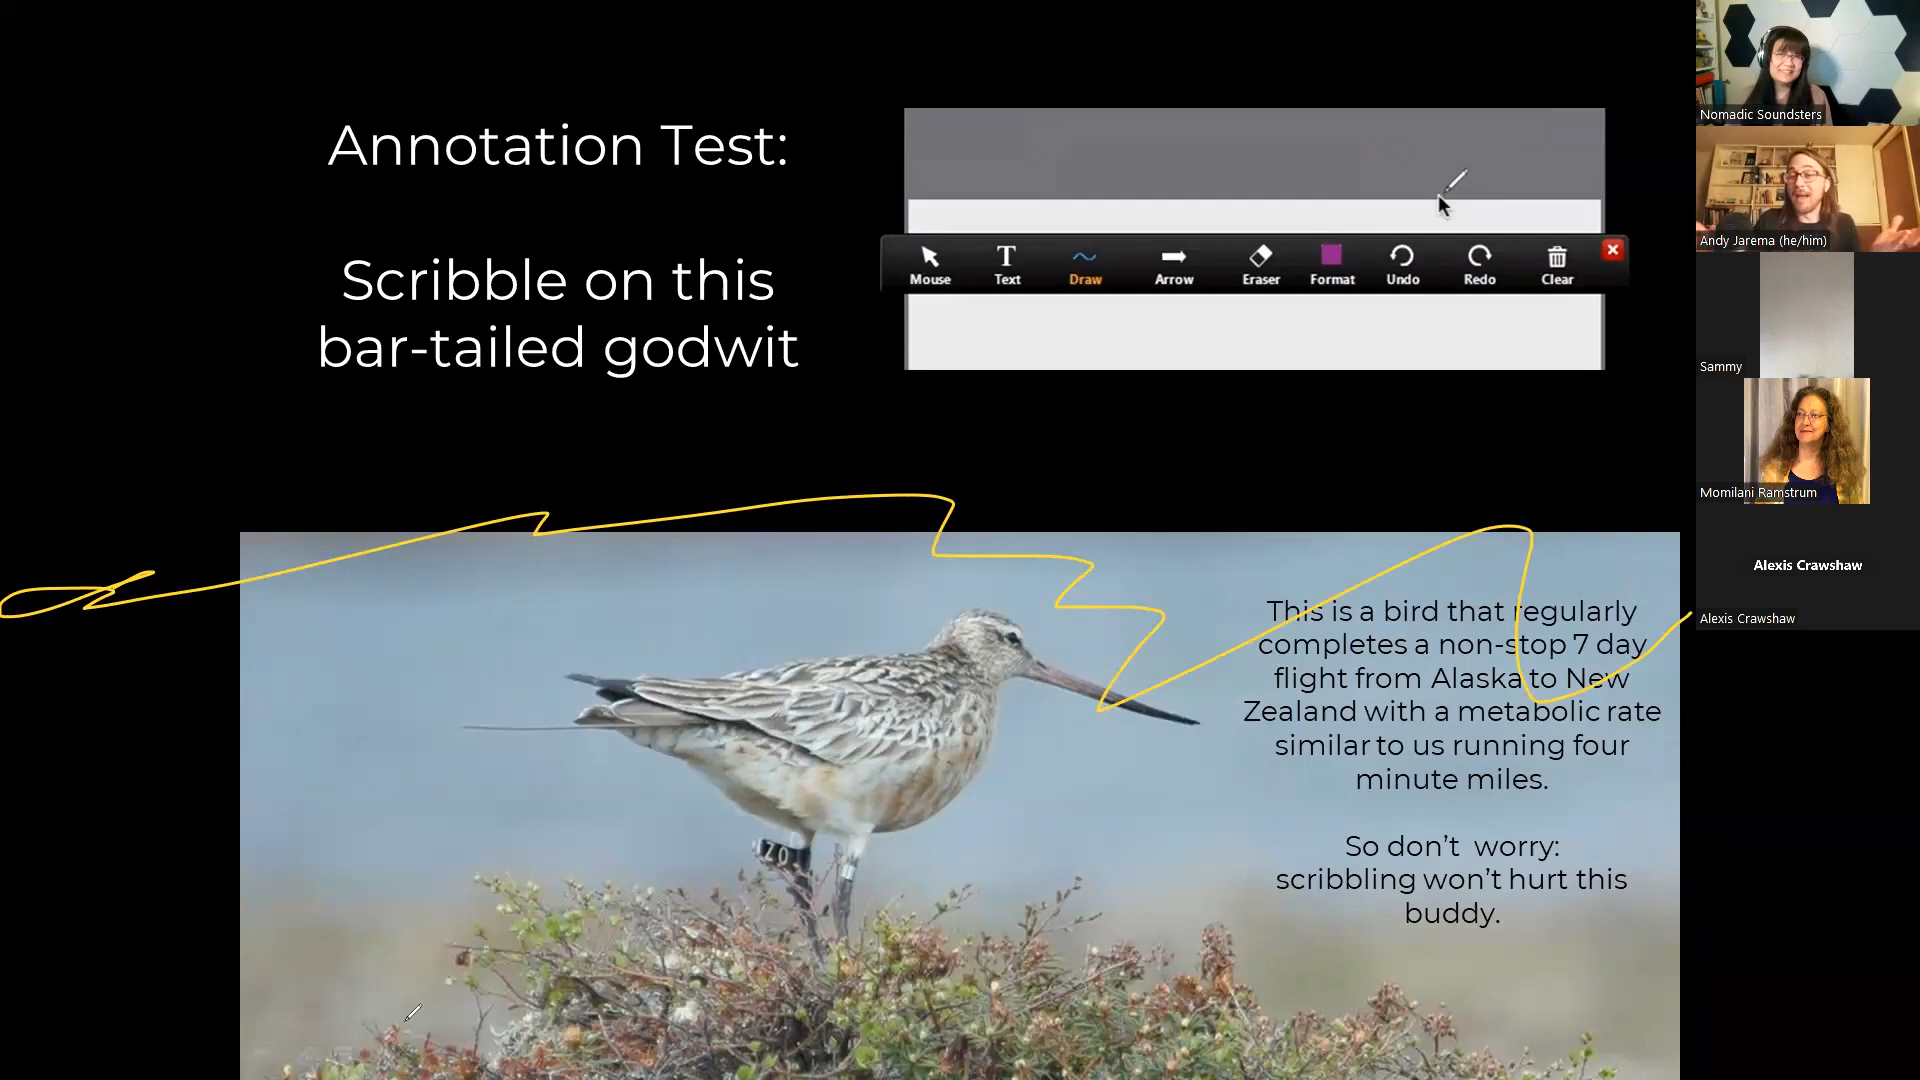 Annotation Test:
Scribble on this
bar-tailed godwit
Mouse Text Draw Arrow Eraser Format Undo Redo Clear
This is a bird that regularly
completes a non-stop 7 day
flight from Alaska to New
Zealand with a metabolic rate
similar to us running four
minute miles.
So don't  worry:
scribbling won't hurt this
buddy.
Nomadic Soundsters
Andy Jarema (he/him)
Sammy
Momilani Ramstrum
Alexis Crawshaw
Alexis Crawshaw